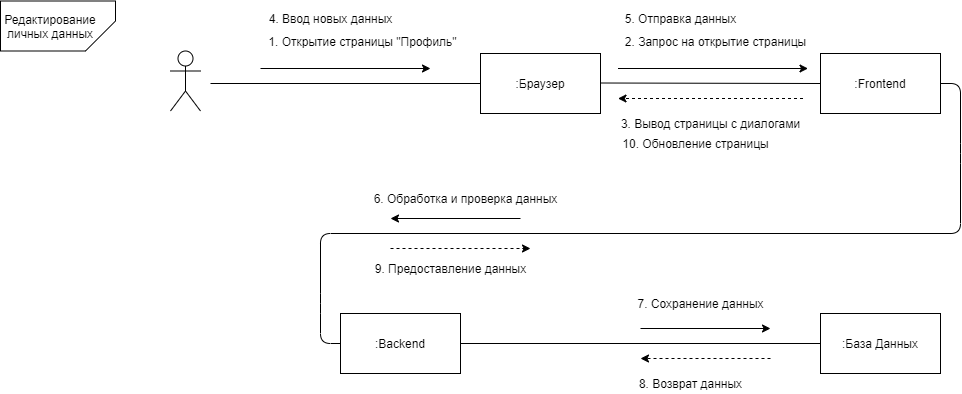 Редактирование
личных данных
4. Ввод новых данных
1. Открытие страницы "Профиль"
5. Отправка данных
2. Запрос на открытие страницы
:Браузер
:Frontend
3. Вывод страницы с диалогами
10. Обновление страницы
6. Обработка и проверка данных
9. Предоставление данных
7. Сохранение данных
:Backend
:База Данных
8. Возврат данных